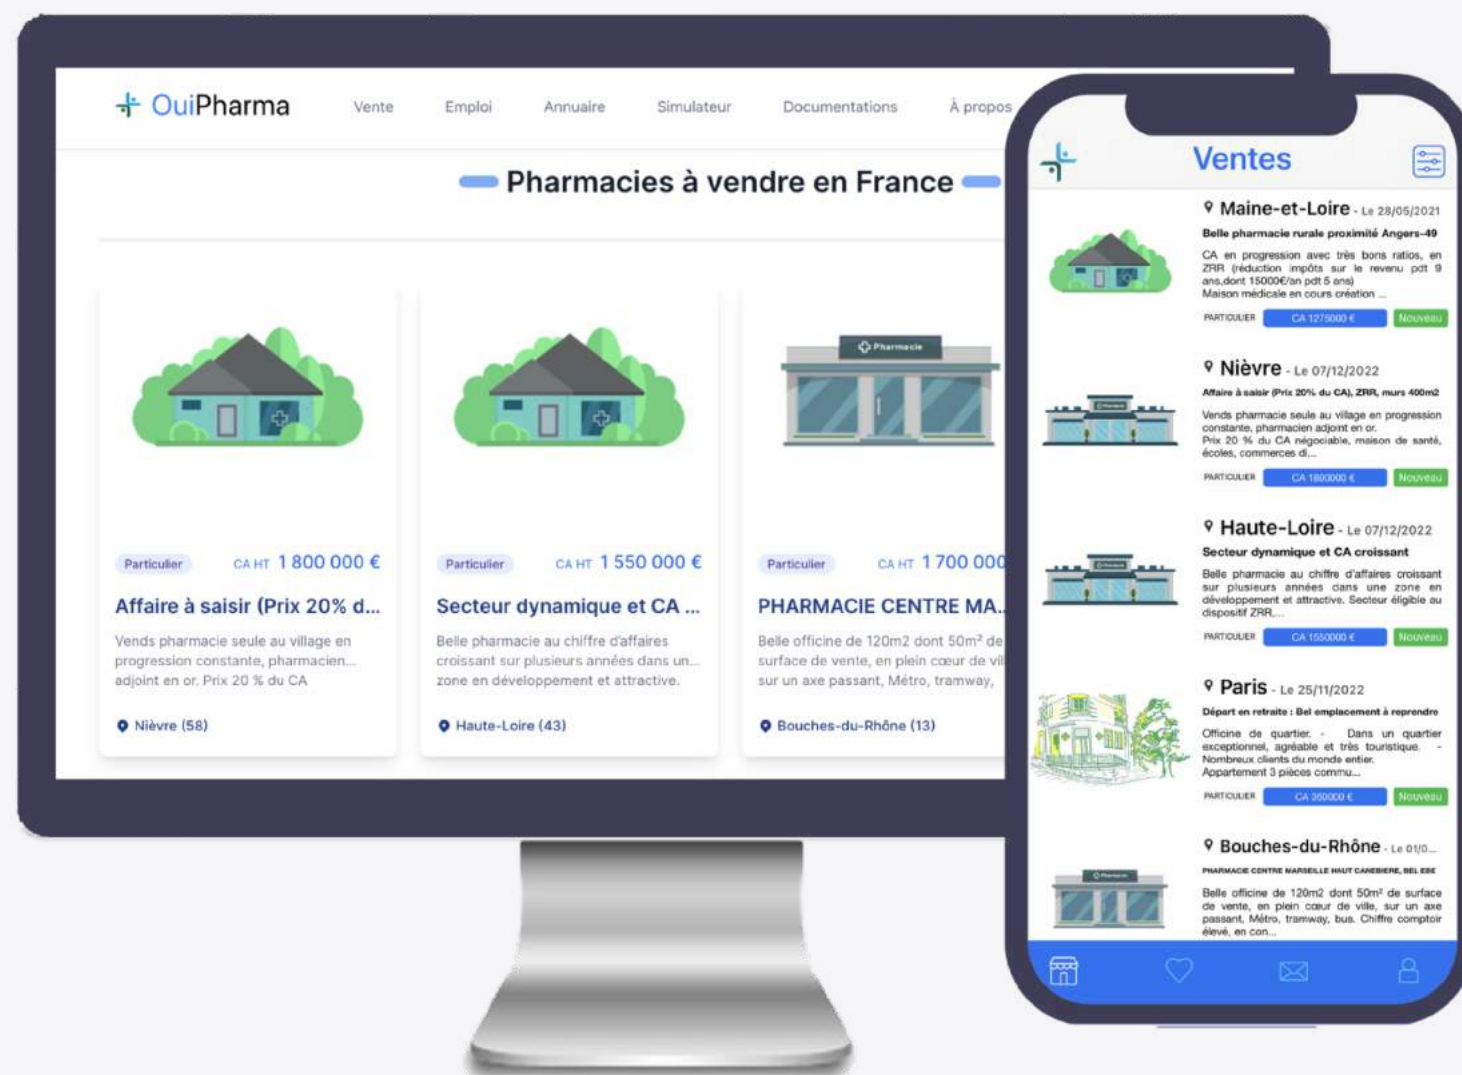 OuiPharma
Vente
Emploi
Annuaire
Simulateur
Documentations
À propos
Pharmacies à vendre en France
Particulier
CA HT 1 800 000 €
Affaire à saisir (Prix 20% d...
Vends pharmacie seule au village en
progression constante, pharmacien...
adjoint en or. Prix 20 % du CA
Nièvre (58)
Particulier
CA HT 1 550 000 €
Secteur dynamique et CA ...
Belle pharmacie au chiffre d'affaires
croissant sur plusieurs années dans un...
zone en développement et attractive.
Haute-Loire (43)
Pharmacie
Particulier
CA HT 1 700 000
PHARMACIE CENTRE MA...
Belle officine de 120m2 dont 50m² de
surface de vente, en plein cœur de vil
sur un axe passant, Métro, tramway,
Bouches-du-Rhône (13)
Ventes
Maine-et-Loire - Le 28/05/2021
Belle pharmacie rurale proximité Angers-49
CA en progression avec très bons ratios, en
ZRR (réduction impôts sur le revenu pdt 9
ans,dont 15000€/an pdt 5 ans)
Maison médicale en cours création ...
PARTICULIER
CA 1275000 €
Nouveau
Nièvre - Le 07/12/2022
Affaire à saisir (Prix 20% du CA), ZRR, murs 400m2
Vends pharmacie seule au village en progression
constante, pharmacien adjoint en or.
Prix 20 % du CA négociable, maison de santé,
écoles, commerces di...
PARTICULIER
CA 1800000 €
Nouveau
Haute-Loire - Le 07/12/2022
Secteur dynamique et CA croissant
Belle pharmacie au chiffre d'affaires croissant
sur plusieurs années dans une zone en
développement et attractive. Secteur éligible au
dispositif ZRR,...
PARTICULIER
CA 1550000 €
Nouveau
Paris - Le 25/11/2022
Départ en retraite : Bel emplacement à reprendre
Officine de quartier. - Dans un quartier
exceptionnel, agréable et très touristique. -
Nombreux clients du monde entier.
Appartement 3 pièces commu...
PARTICULIER
CA 350000 €
Nouveau
Bouches-du-Rhône - Le 01/0...
PHARMACIE CENTRE MARSEILLE HAUT CANEBIERE, BEL EBE
Pharmacie
Belle officine de 120m2 dont 50m² de surface
de vente, en plein cœur de ville, sur un axe
passant, Métro, tramway, bus. Chiffre comptoir
élevé, en con...